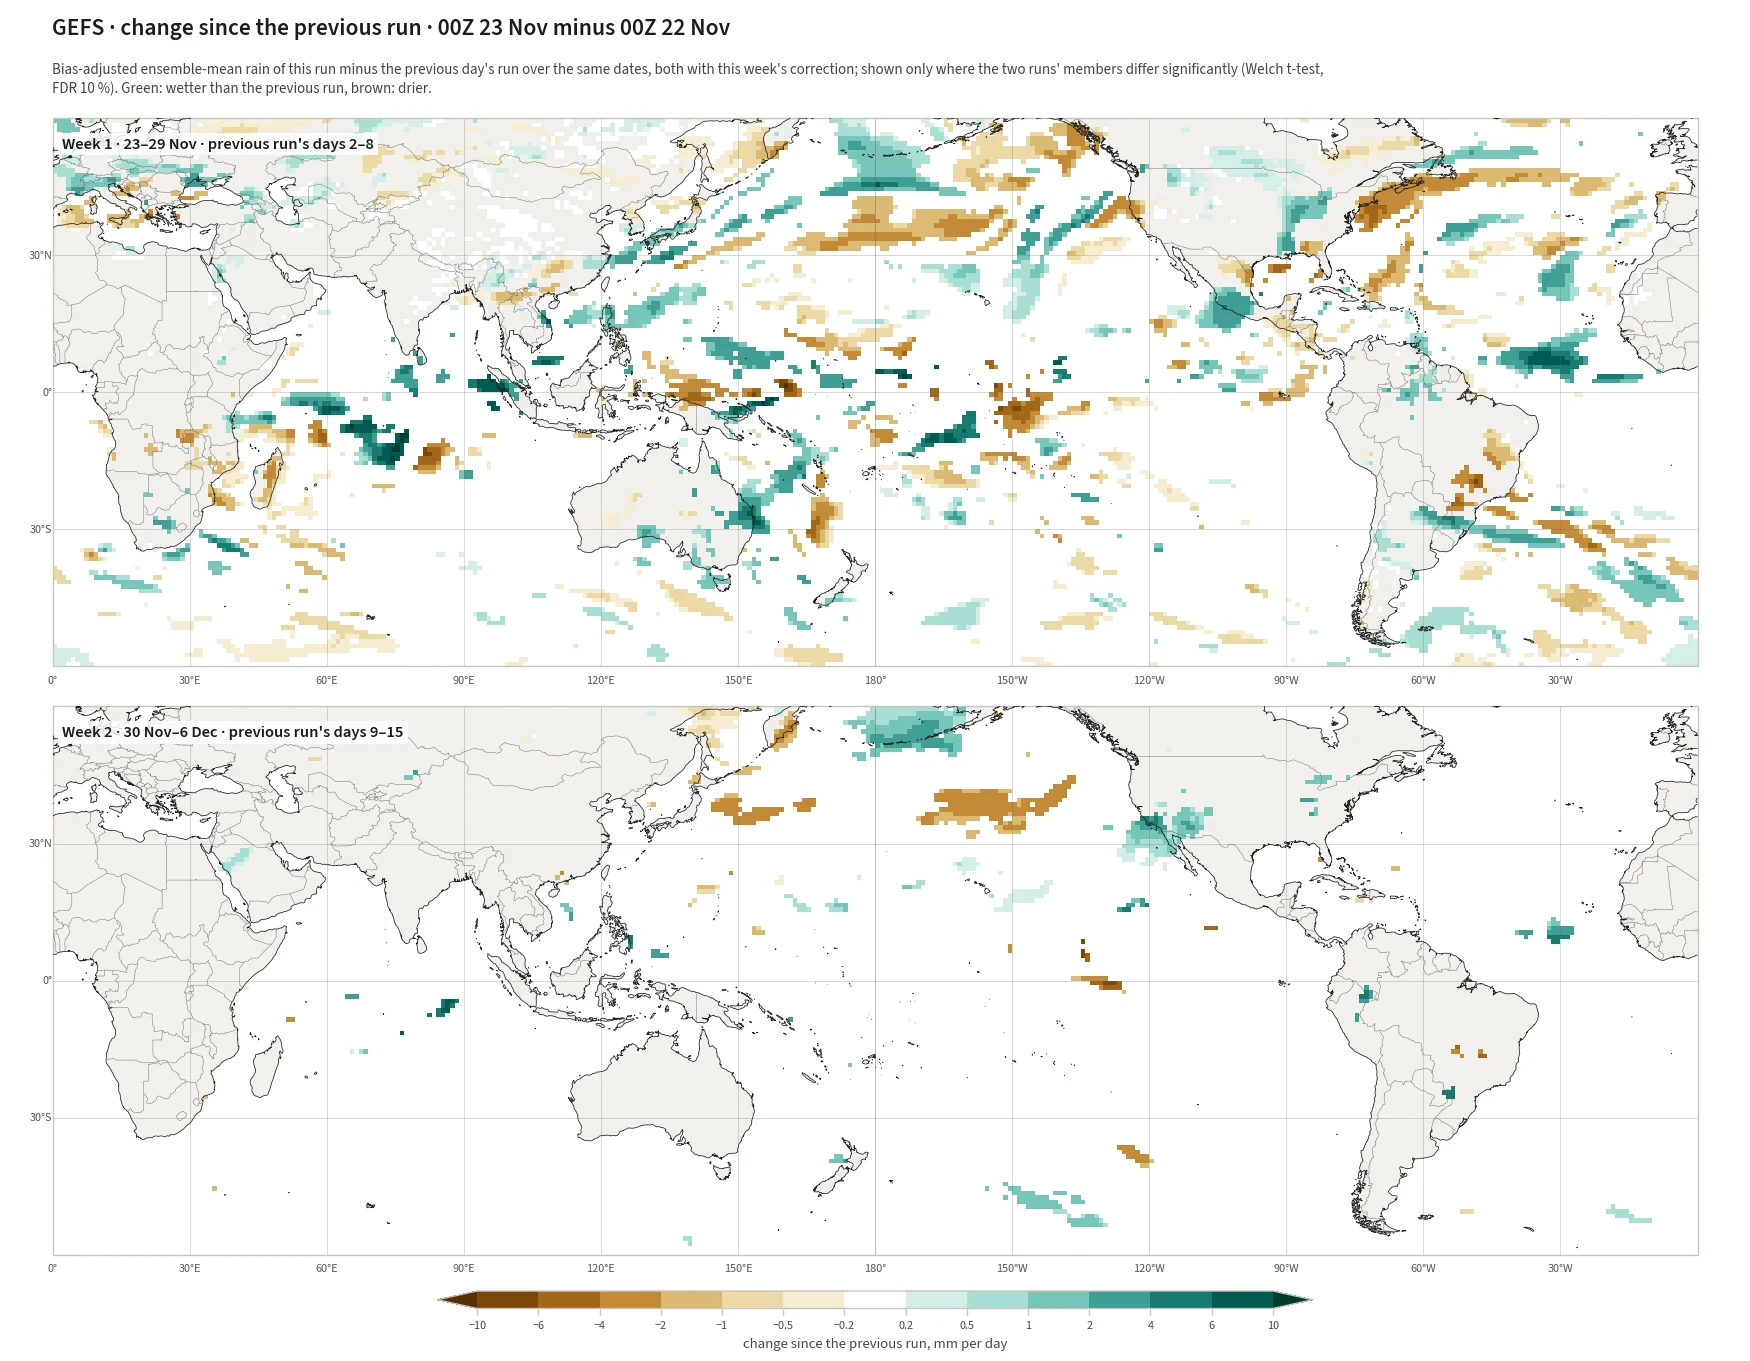 GEFS · change since the previous run · 00Z 23 Nov minus 00Z 22 Nov
Bias-adjusted ensemble-mean rain of this run minus the previous day's run over the same dates, both with this week's correction; shown only where the two runs' members differ significantly (Welch t-test,
FDR 10 %). Green: wetter than the previous run, brown: drier.
Week 1 · 23–29 Nov · previous run's days 2–8
30°N
0°
30°S
0° 30°E 60°E 90°E 120°E 150°E 180° 150°W 120°W 90°W 60°W 30°W
Week 2 · 30 Nov–6 Dec · previous run's days 9–15
30°N
0°
30°S
0° 30°E 60°E 90°E 120°E 150°E 180° 150°W 120°W 90°W 60°W 30°W
−10 −6 −4 −2 −1 −0.5 −0.2 0.2 0.5 1 2 4 6 10
change since the previous run, mm per day